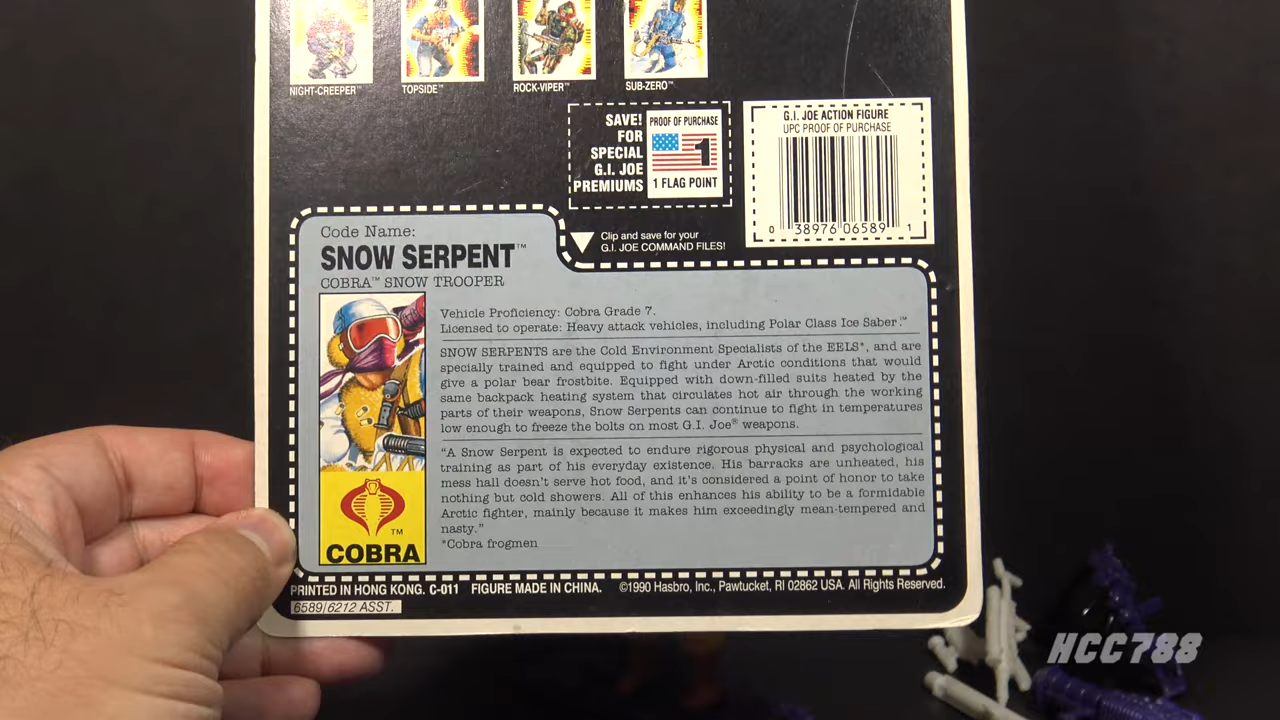 NIGHT-CREEPER™ TOPSIDE™ ROCK-VIPER™ SUB-ZERO™
SAVE!
FOR
SPECIAL
G.I. JOE
PREMIUMS
PROOF OF PURCHASE
1
1 FLAG POINT
G.I. JOE ACTION FIGURE
UPC PROOF OF PURCHASE
0 38976 06589 1
Clip and save for your
G.I. JOE COMMAND FILES!
Code Name:
SNOW SERPENT™
COBRA™ SNOW TROOPER
Vehicle Proficiency: Cobra Grade 7.
Licensed to operate: Heavy attack vehicles, including Polar Class Ice Saber.™
SNOW SERPENTS are the Cold Environment Specialists of the EELS*, and are
specially trained and equipped to fight under Arctic conditions that would
give a polar bear frostbite. Equipped with down-filled suits heated by the
same backpack heating system that circulates hot air through the working
parts of their weapons, Snow Serpents can continue to fight in temperatures
low enough to freeze the bolts on most G.I. Joe® weapons.
“A Snow Serpent is expected to endure rigorous physical and psychological
training as part of his everyday existence. His barracks are unheated, his
mess hall doesn't serve hot food, and it's considered a point of honor to take
nothing but cold showers. All of this enhances his ability to be a formidable
Arctic fighter, mainly because it makes him exceedingly mean-tempered and
nasty.”
*Cobra frogmen
TM
COBRA
PRINTED IN HONG KONG. C-011 FIGURE MADE IN CHINA. ©1990 Hasbro, Inc., Pawtucket, RI 02862 USA. All Rights Reserved.
6589/6212 ASST.
HCC788